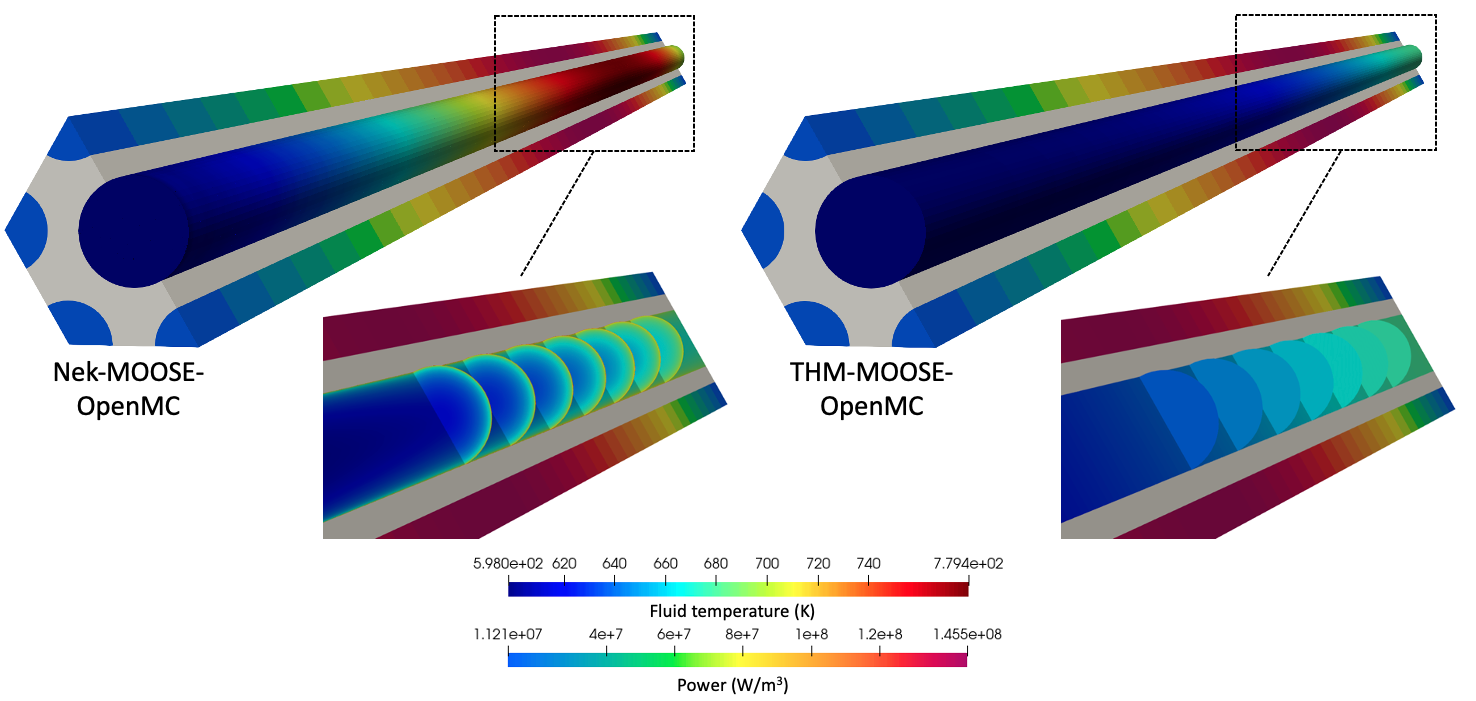 Nek-MOOSE-
OpenMC
THM-MOOSE-
OpenMC
5.980e+02 620 640 660 680 700 720 740 7.794e+02
Fluid temperature (K)
1.121e+07 4e+7 6e+7 8e+7 1e+8 1.2e+8 1.455e+08
Power (W/m³)